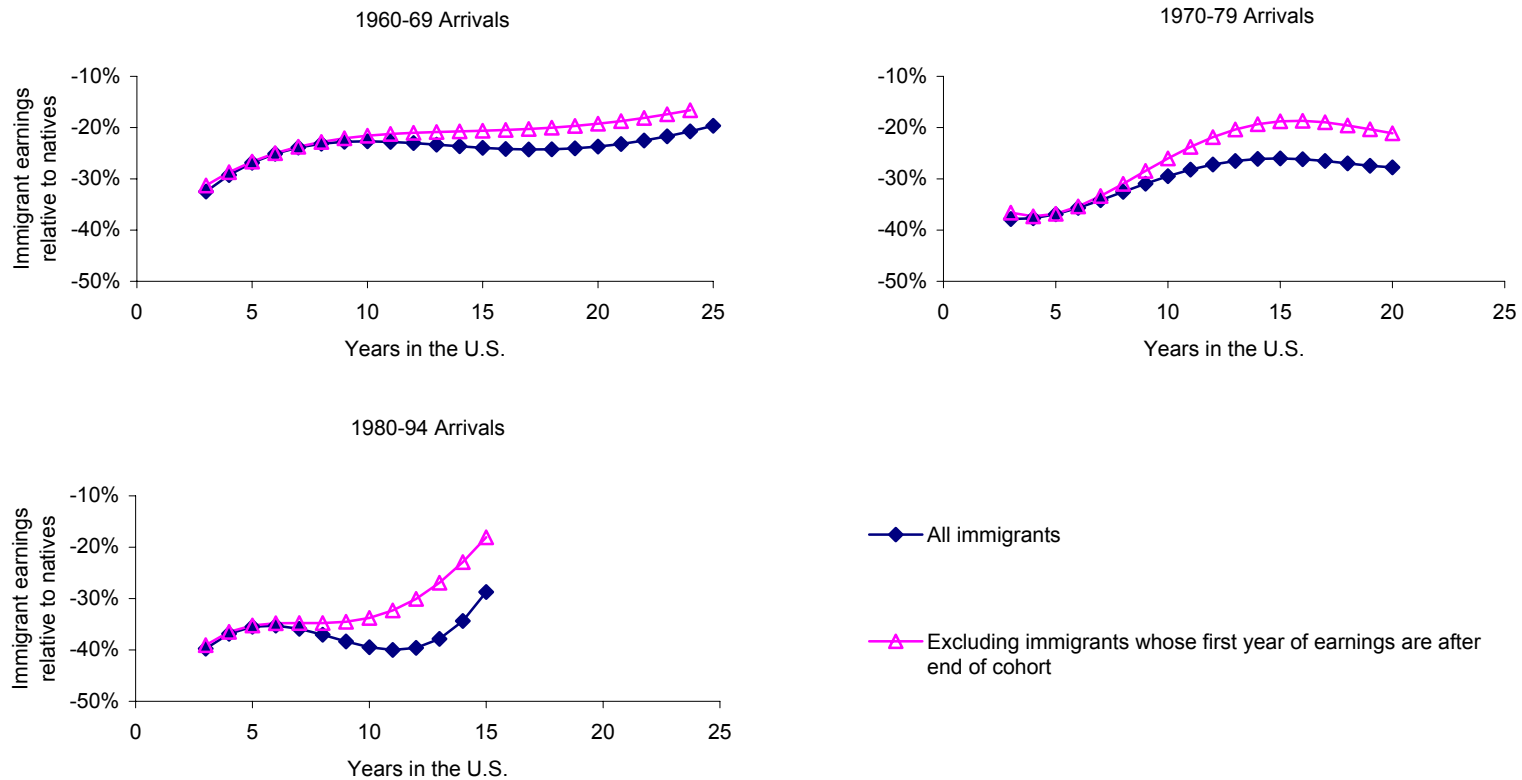 1960-69 Arrivals
-10%
-20%
-30%
-40%
-50%
0 5 10 15 20 25
Immigrant earnings
relative to natives
Years in the U.S.
1970-79 Arrivals
-10%
-20%
-30%
-40%
-50%
0 5 10 15 20 25
Years in the U.S.
1980-94 Arrivals
-10%
-20%
-30%
-40%
-50%
0 5 10 15 20 25
Immigrant earnings
relative to natives
Years in the U.S.
All immigrants
Excluding immigrants whose first year of earnings are after
end of cohort